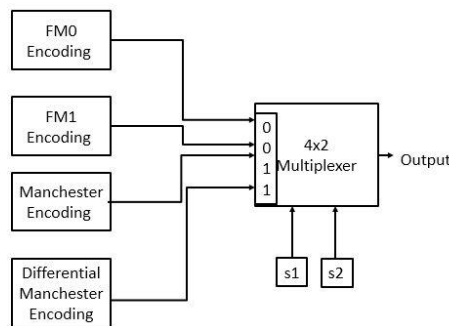 FM0
Encoding
FM1
Encoding
Manchester
Encoding
Differential
Manchester
Encoding
0
0
1
1
4x2
Multiplexer
Output
s1
s2